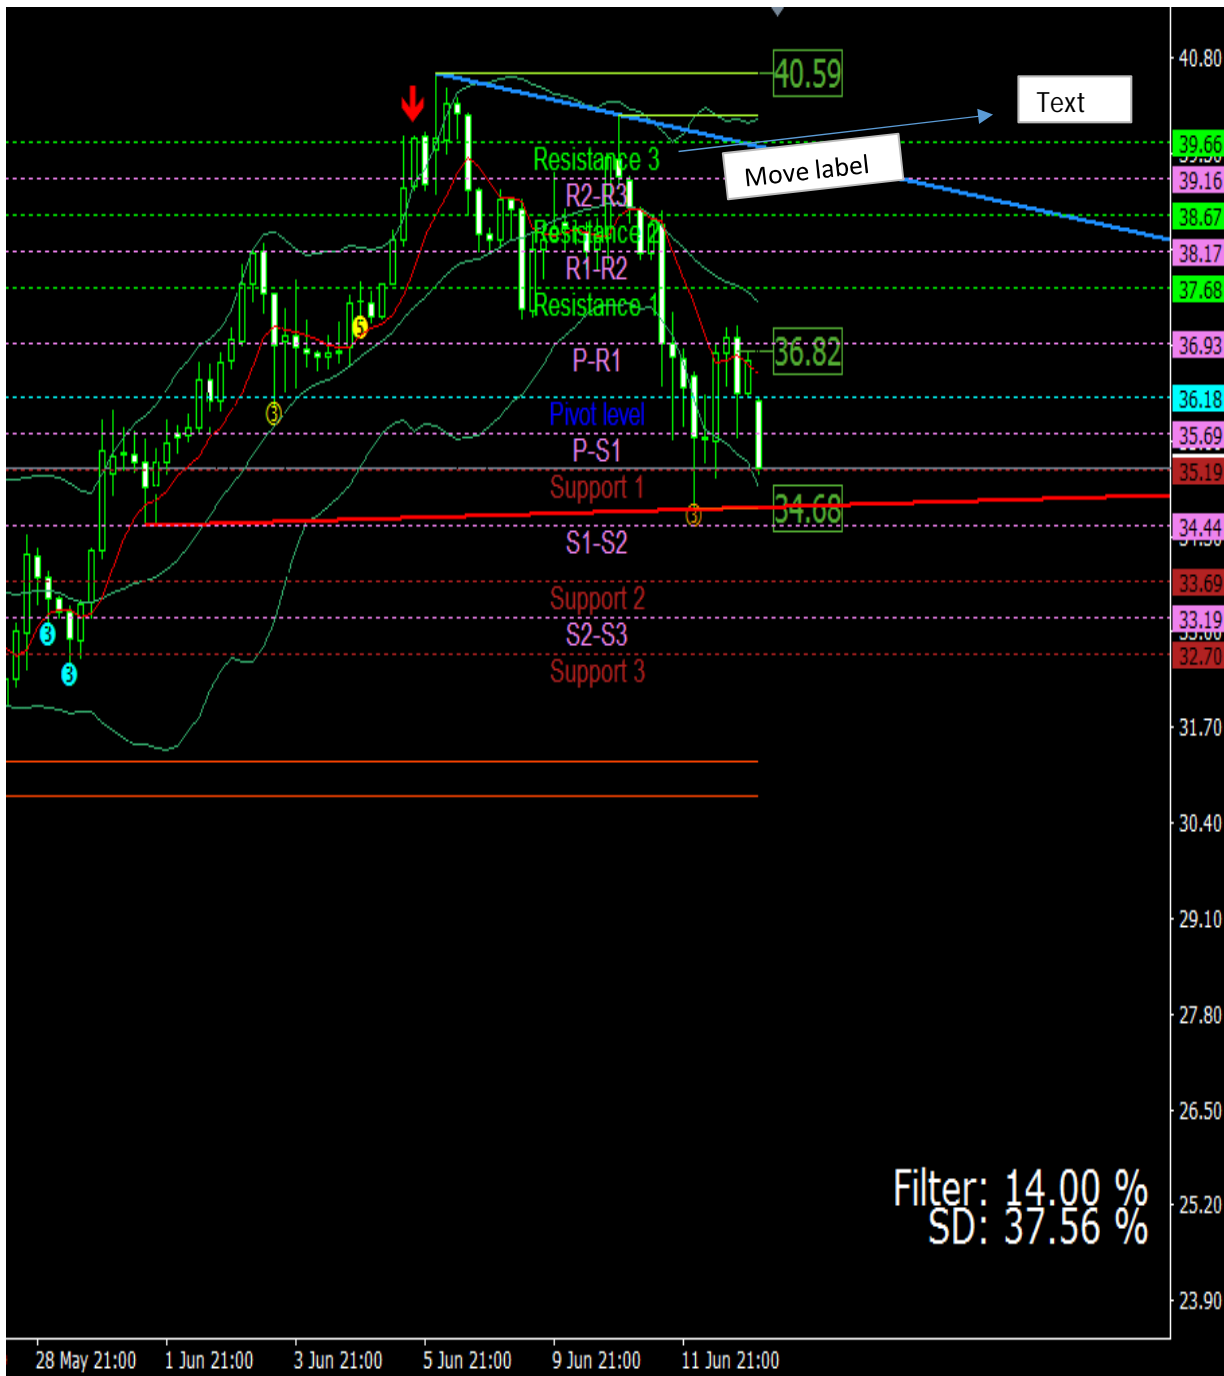 40.80
40.59
Text
39.66
Resistance 3
Move label
39.16
R2-R3
38.67
Resistance 2
38.17
R1-R2
37.68
Resistance 1
36.93
36.82
P-R1
36.18
Pivot level
5
3
35.69
P-S1
35.19
Support 1
34.68
3
34.44
S1-S2
33.69
Support 2
33.19
S2-S3
3
32.70
Support 3
3
31.70
30.40
29.10
27.80
26.50
Filter: 14.00 %
25.20
SD: 37.56 %
23.90
28 May 21:00 1 Jun 21:00 3 Jun 21:00 5 Jun 21:00 9 Jun 21:00 11 Jun 21:00